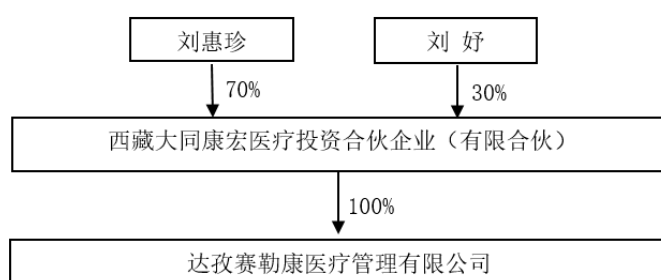 刘惠珍
刘 妤
70%
30%
西藏大同康宏医疗投资合伙企业（有限合伙）
100%
达孜赛勒康医疗管理有限公司